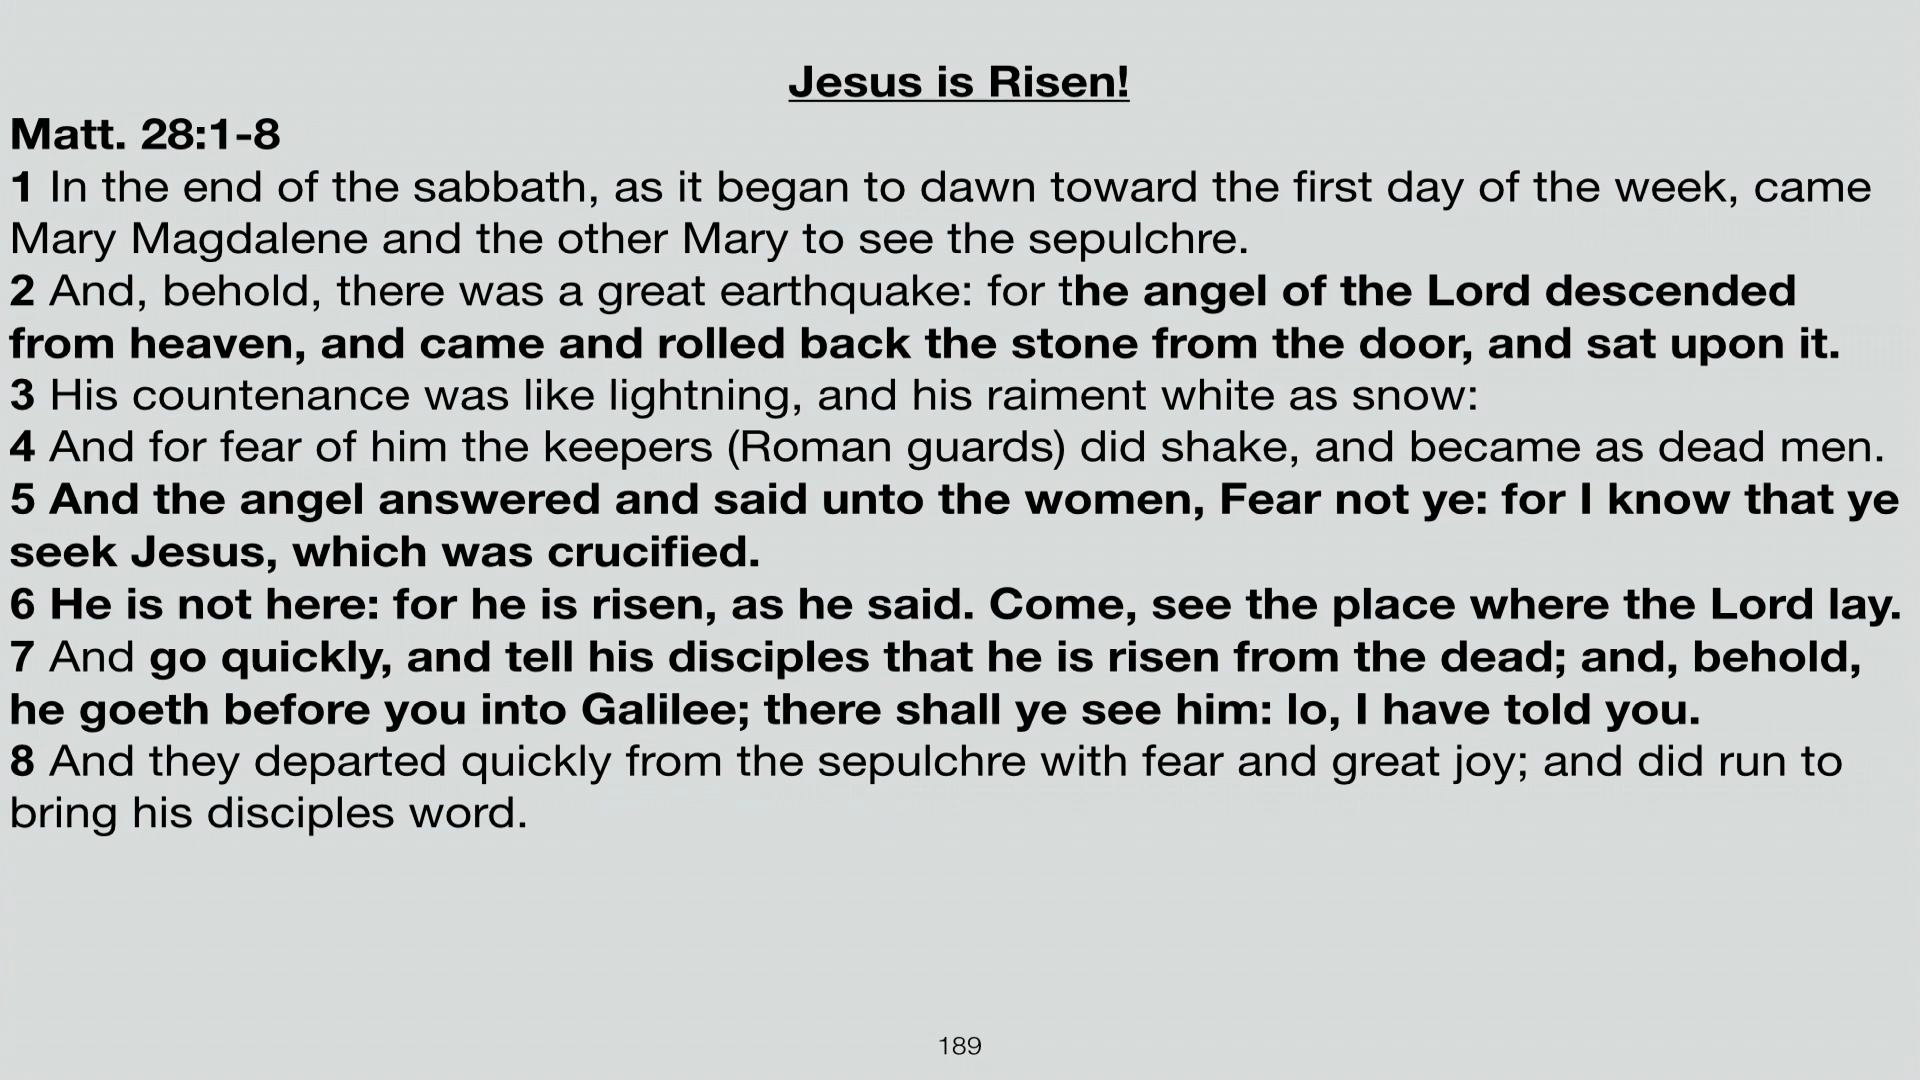 Jesus is Risen!
Matt. 28:1-8
1 In the end of the sabbath, as it began to dawn toward the first day of the week, came
Mary Magdalene and the other Mary to see the sepulchre.
2 And, behold, there was a great earthquake: for the angel of the Lord descended
from heaven, and came and rolled back the stone from the door, and sat upon it.
3 His countenance was like lightning, and his raiment white as snow:
4 And for fear of him the keepers (Roman guards) did shake, and became as dead men.
5 And the angel answered and said unto the women, Fear not ye: for I know that ye
seek Jesus, which was crucified.
6 He is not here: for he is risen, as he said. Come, see the place where the Lord lay.
7 And go quickly, and tell his disciples that he is risen from the dead; and, behold,
he goeth before you into Galilee; there shall ye see him: lo, I have told you.
8 And they departed quickly from the sepulchre with fear and great joy; and did run to
bring his disciples word.
189